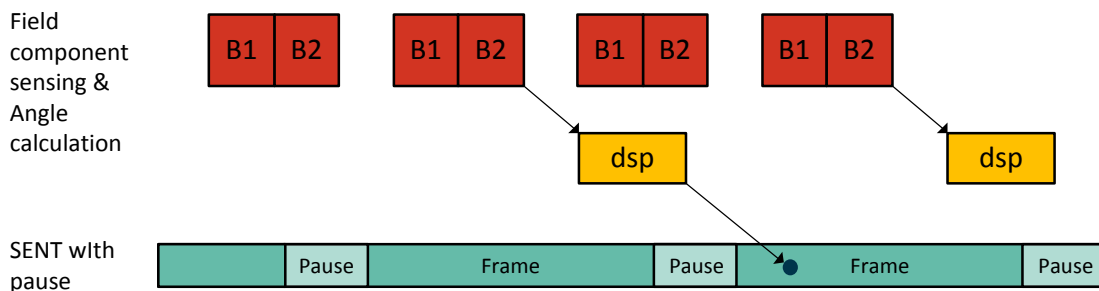 Field
component
sensing &
Angle
calculation
B1 B2 B1 B2 B1 B2 B1 B2
dsp dsp
SENT wIth
pause
Pause Frame Pause Frame Pause